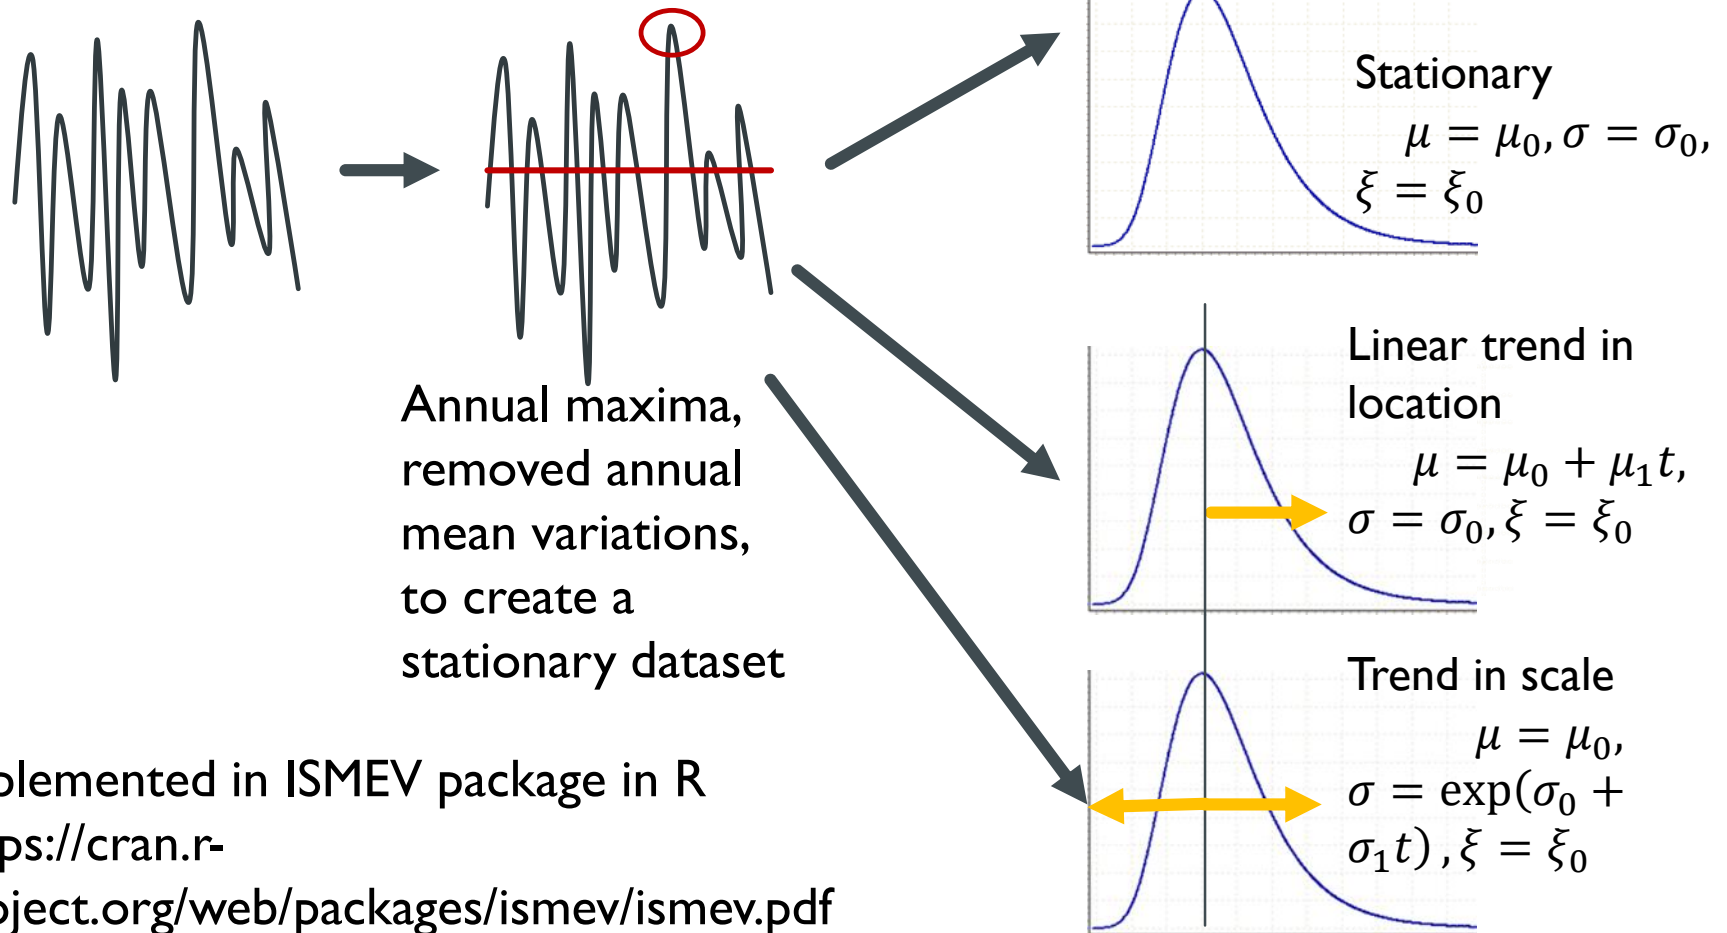 Stationary
μ = μ₀, σ = σ₀,
ξ = ξ₀
Linear trend in
location
μ = μ₀ + μ₁t,
σ = σ₀, ξ = ξ₀
Annual maxima,
removed annual
mean variations,
to create a
stationary dataset
Trend in scale
μ = μ₀,
σ = exp(σ₀ +
σ₁t) , ξ = ξ₀
plemented in ISMEV package in R
ps://cran.r-
oject.org/web/packages/ismev/ismev.pdf